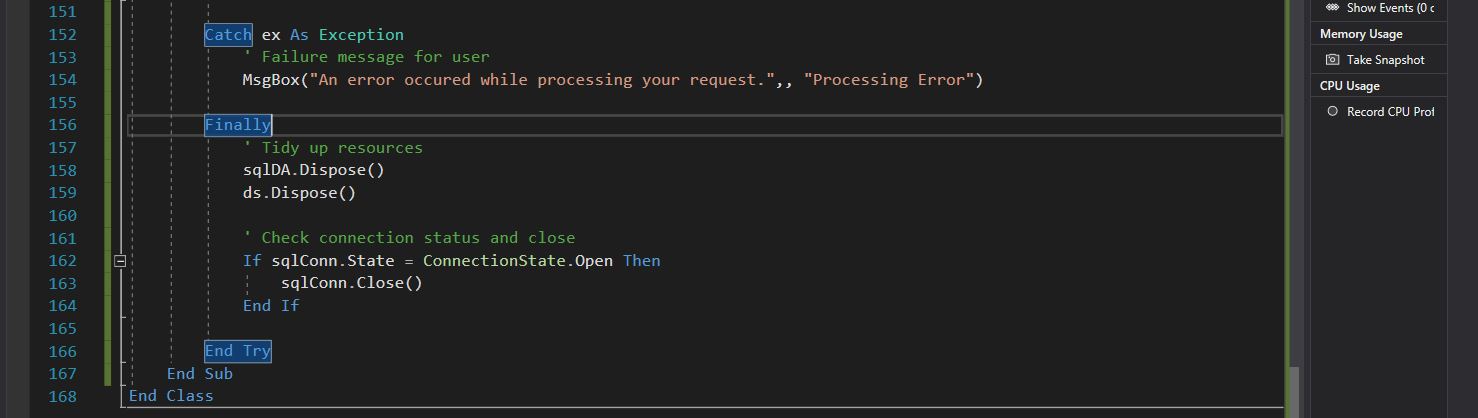 151
152 Catch ex As Exception
153 ' Failure message for user
154 MsgBox("An error occured while processing your request.",, "Processing Error")
155
156 Finally
157 ' Tidy up resources
158 sqlDA.Dispose()
159 ds.Dispose()
160
161 ' Check connection status and close
162 If sqlConn.State = ConnectionState.Open Then
163 sqlConn.Close()
164 End If
165
166 End Try
167 End Sub
168 End Class
Show Events (0 c
Memory Usage
Take Snapshot
CPU Usage
Record CPU Prof